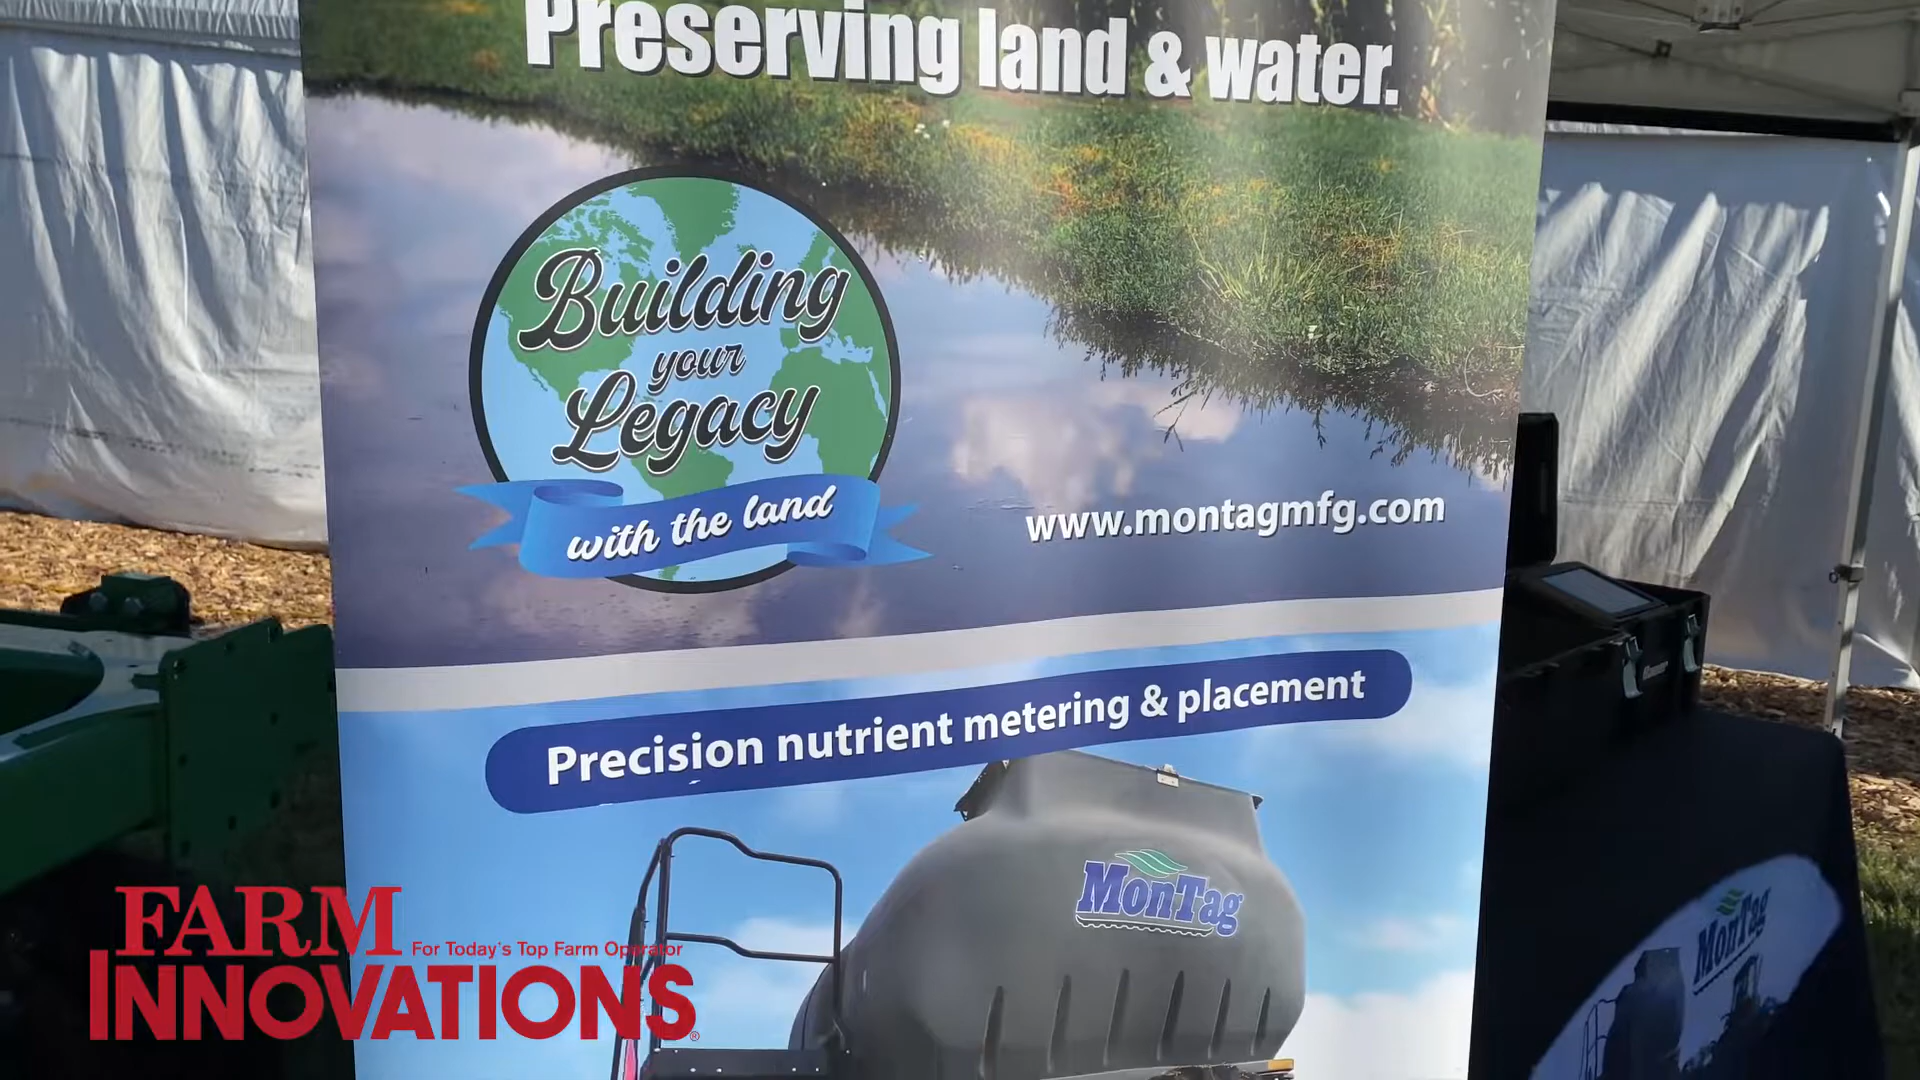 Preserving land & water.
Building
your
Legacy
with the land
www.montagmfg.com
Precision nutrient metering & placement
MonTag
MonTag
FARM
For Today's Top Farm Operator
INNOVATIONS®